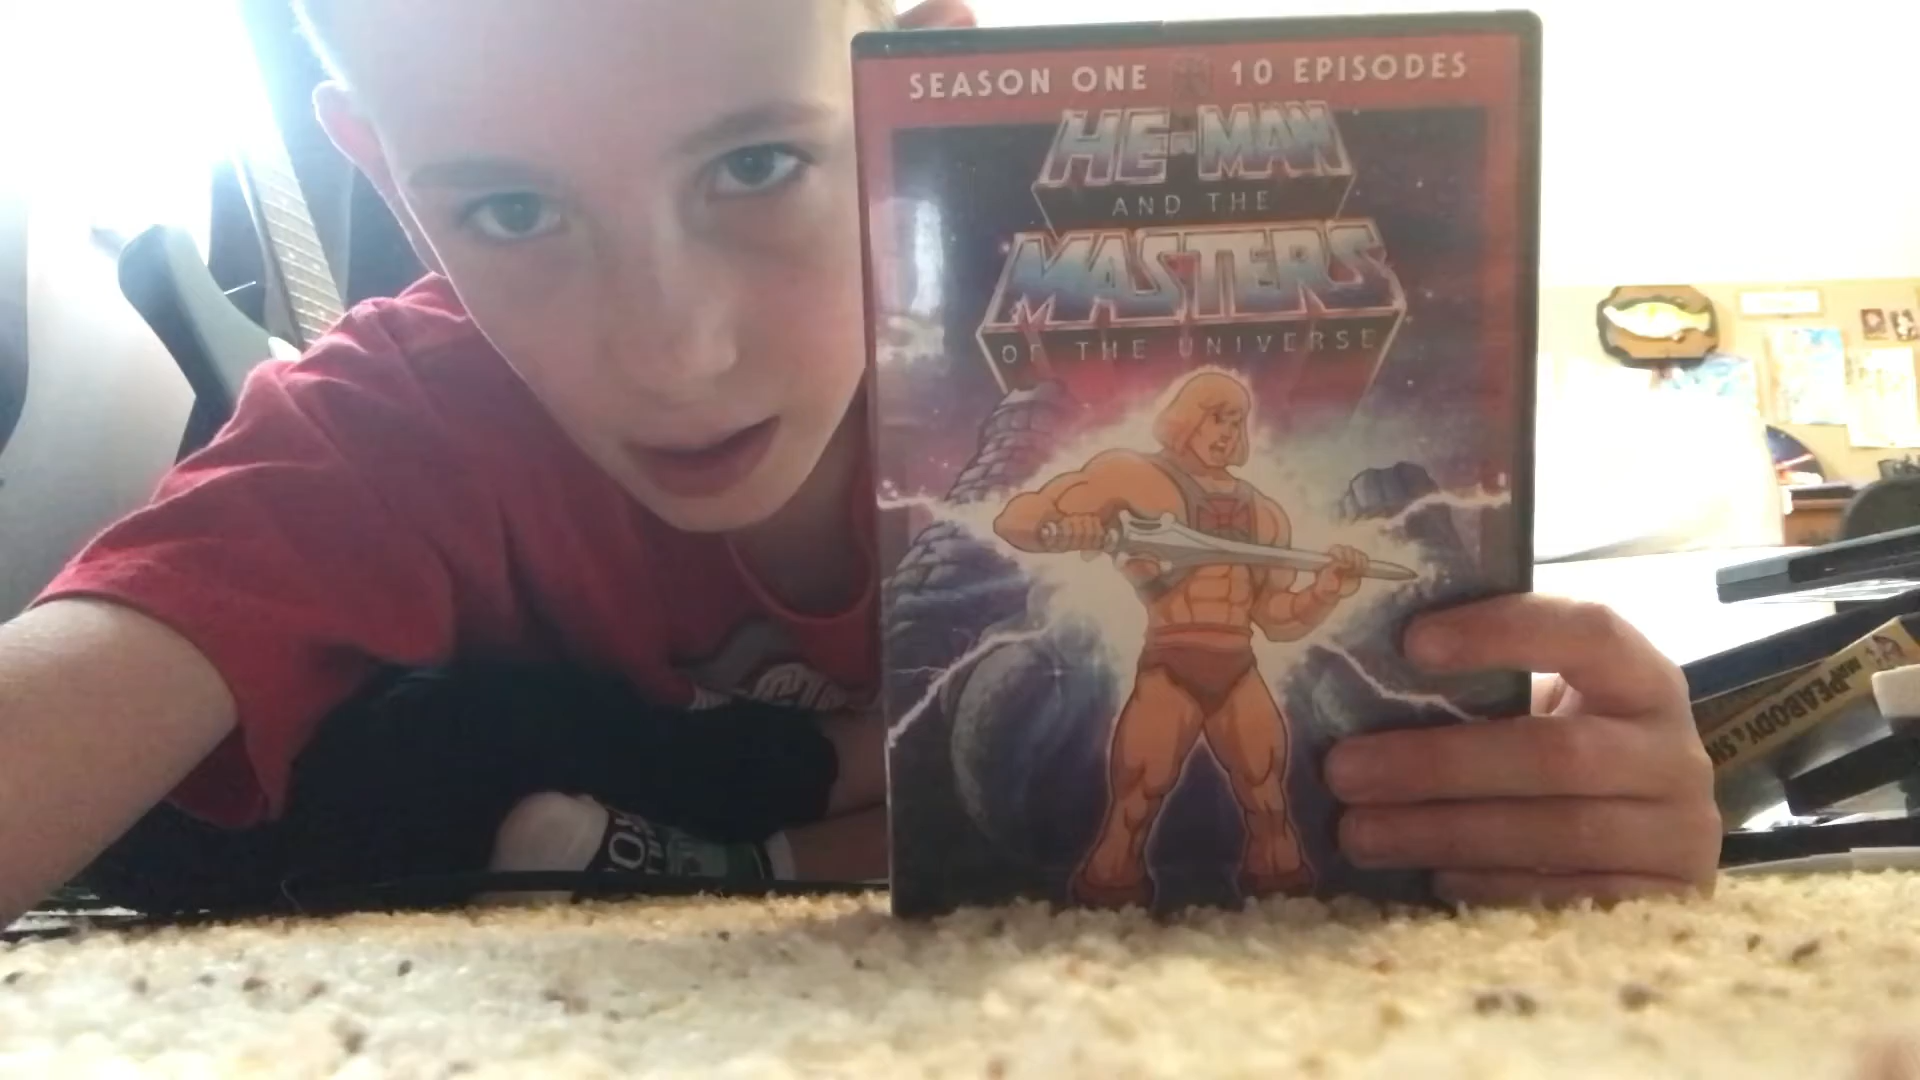 SEASON ONE 10 EPISODES
HE-MAN
AND THE
MASTERS
OF THE UNIVERSE
PEABODY &